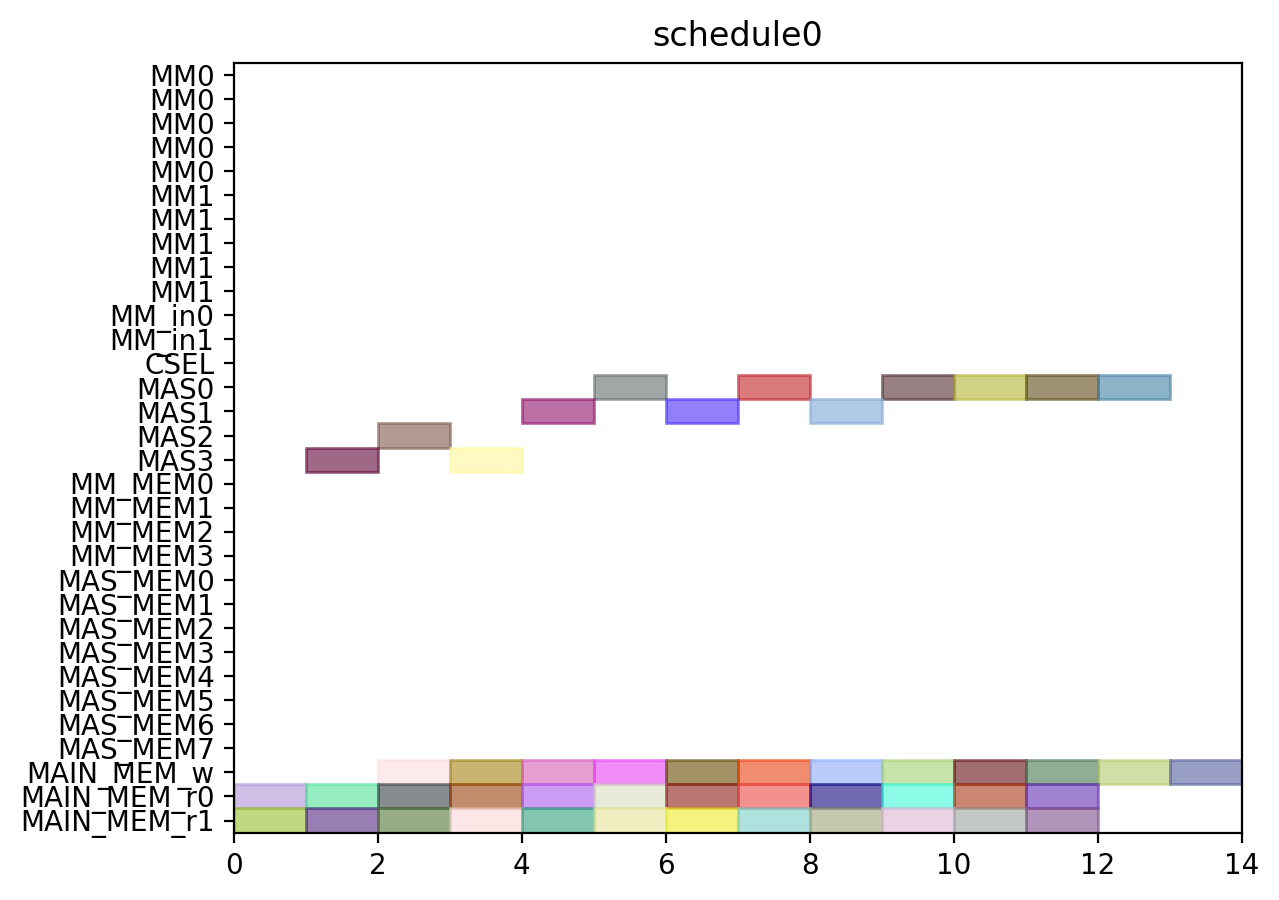 schedule0
MM0
MM0
MM0
MM0
MM0
MM1
MM1
MM1
MM1
MM1
MM_in0
MM_in1
CSEL
MAS0
MAS1
MAS2
MAS3
MM_MEM0
MM_MEM1
MM_MEM2
MM_MEM3
MAS_MEM0
MAS_MEM1
MAS_MEM2
MAS_MEM3
MAS_MEM4
MAS_MEM5
MAS_MEM6
MAS_MEM7
MAIN_MEM_w
MAIN_MEM_r0
MAIN_MEM_r1
0 2 4 6 8 10 12 14